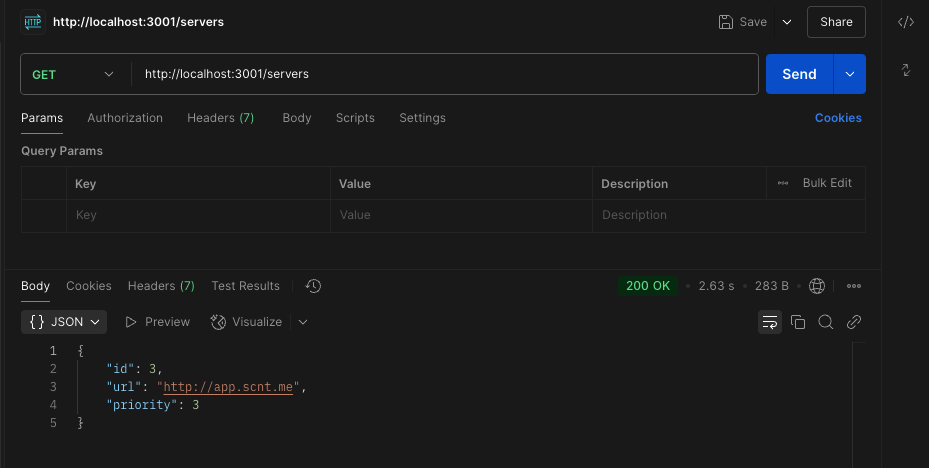 HTTP http://localhost:3001/servers Save Share </>
GET http://localhost:3001/servers Send
Params Authorization Headers (7) Body Scripts Settings Cookies
Query Params
Key Value Description Bulk Edit
Key Value Description
Body Cookies Headers (7) Test Results 200 OK • 2.63 s • 283 B
{} JSON Preview Visualize
1 {
2 "id": 3,
3 "url": "http://app.scnt.me",
4 "priority": 3
5 }